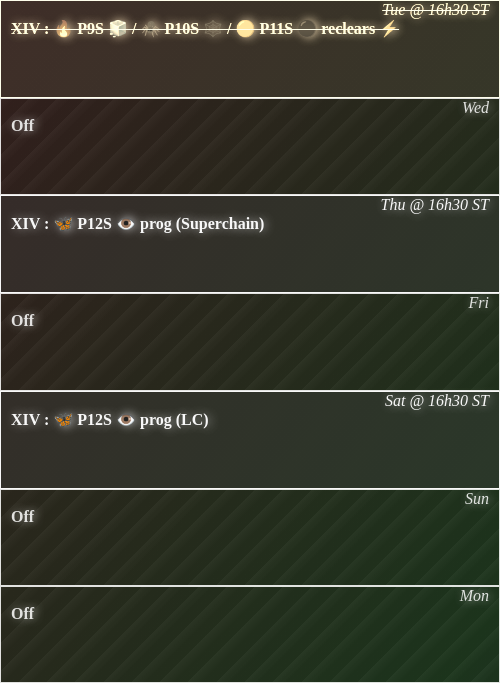 Tue @ 16h30 ST
XIV : 🔥 P9S 🧊 / 🕷️ P10S 🕸️ / 🌕 P11S 🌑 reclears ⚡
Wed
Off
Thu @ 16h30 ST
XIV : 🦋 P12S 👁️ prog (Superchain)
Fri
Off
Sat @ 16h30 ST
XIV : 🦋 P12S 👁️ prog (LC)
Sun
Off
Mon
Off